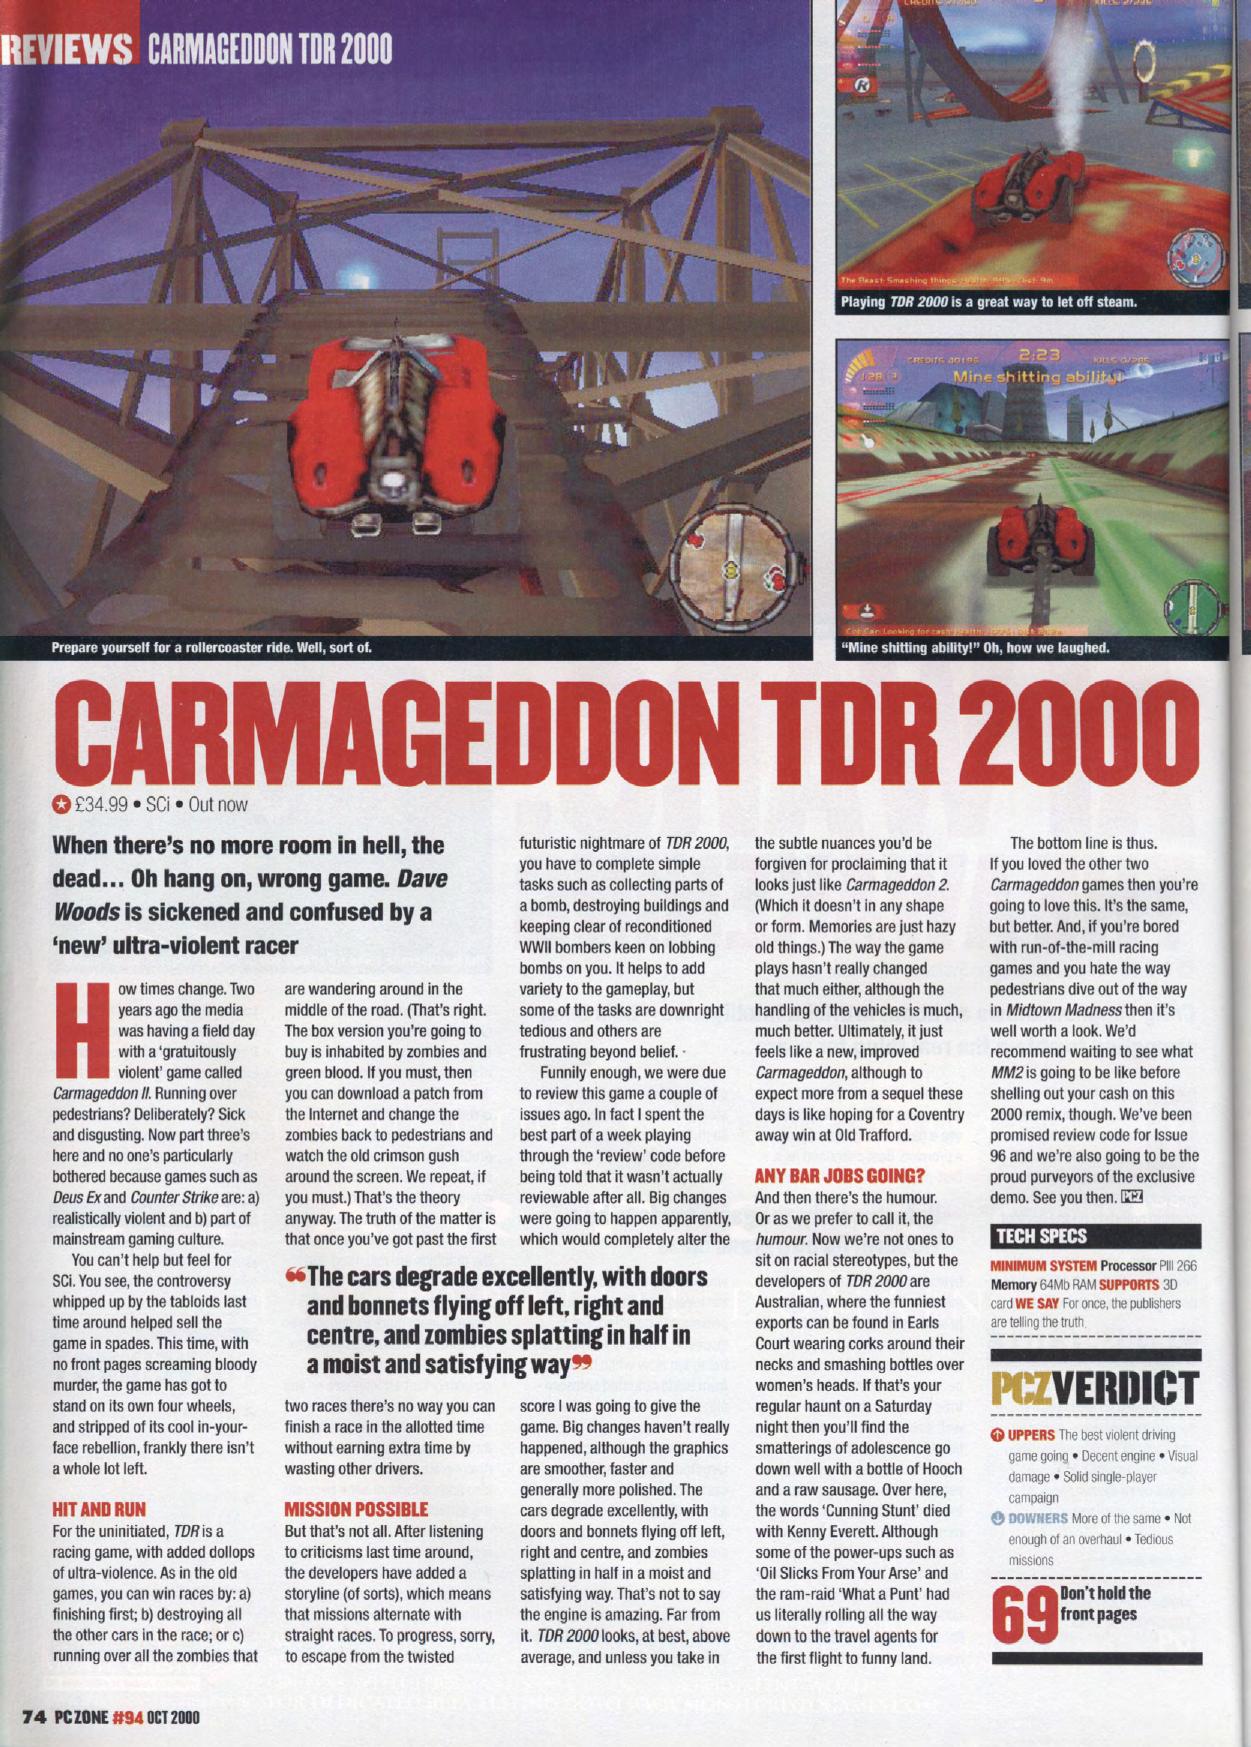 REVIEWS CARMAGEDDON TDR 2000
Prepare yourself for a rollercoaster ride. Well, sort of.
Playing TDR 2000 is a great way to let off steam.
2:23
Mine shitting ability!
"Mine shitting ability!" Oh, how we laughed.
CARMAGEDDON TDR 2000
£34.99 • SCi • Out now
When there's no more room in hell, the
dead... Oh hang on, wrong game. Dave
Woods is sickened and confused by a
'new' ultra-violent racer
How times change. Two
years ago the media
was having a field day
with a 'gratuitously
violent' game called
Carmageddon II. Running over
pedestrians? Deliberately? Sick
and disgusting. Now part three's
here and no one's particularly
bothered because games such as
Deus Ex and Counter Strike are: a)
realistically violent and b) part of
mainstream gaming culture.
You can't help but feel for
SCi. You see, the controversy
whipped up by the tabloids last
time around helped sell the
game in spades. This time, with
no front pages screaming bloody
murder, the game has got to
stand on its own four wheels,
and stripped of its cool in-your-
face rebellion, frankly there isn't
a whole lot left.
HIT AND RUN
For the uninitiated, TDR is a
racing game, with added dollops
of ultra-violence. As in the old
games, you can win races by: a)
finishing first; b) destroying all
the other cars in the race; or c)
running over all the zombies that
are wandering around in the
middle of the road. (That's right.
The box version you're going to
buy is inhabited by zombies and
green blood. If you must, then
you can download a patch from
the Internet and change the
zombies back to pedestrians and
watch the old crimson gush
around the screen. We repeat, if
you must.) That's the theory
anyway. The truth of the matter is
that once you've got past the first
two races there's no way you can
finish a race in the allotted time
without earning extra time by
wasting other drivers.
MISSION POSSIBLE
But that's not all. After listening
to criticisms last time around,
the developers have added a
storyline (of sorts), which means
that missions alternate with
straight races. To progress, sorry,
to escape from the twisted
futuristic nightmare of TDR 2000,
you have to complete simple
tasks such as collecting parts of
a bomb, destroying buildings and
keeping clear of reconditioned
WWII bombers keen on lobbing
bombs on you. It helps to add
variety to the gameplay, but
some of the tasks are downright
tedious and others are
frustrating beyond belief.
Funnily enough, we were due
to review this game a couple of
issues ago. In fact I spent the
best part of a week playing
through the 'review' code before
being told that it wasn't actually
reviewable after all. Big changes
were going to happen apparently,
which would completely alter the
"The cars degrade excellently, with doors
and bonnets flying off left, right and
centre, and zombies splatting in half in
a moist and satisfying way"
score I was going to give the
game. Big changes haven't really
happened, although the graphics
are smoother, faster and
generally more polished. The
cars degrade excellently, with
doors and bonnets flying off left,
right and centre, and zombies
splatting in half in a moist and
satisfying way. That's not to say
the engine is amazing. Far from
it. TDR 2000 looks, at best, above
average, and unless you take in
the subtle nuances you'd be
forgiven for proclaiming that it
looks just like Carmageddon 2.
(Which it doesn't in any shape
or form. Memories are just hazy
old things.) The way the game
plays hasn't really changed
that much either, although the
handling of the vehicles is much,
much better. Ultimately, it just
feels like a new, improved
Carmageddon, although to
expect more from a sequel these
days is like hoping for a Coventry
away win at Old Trafford.
ANY BAR JOBS GOING?
And then there's the humour.
Or as we prefer to call it, the
humour. Now we're not ones to
sit on racial stereotypes, but the
developers of TDR 2000 are
Australian, where the funniest
exports can be found in Earls
Court wearing corks around their
necks and smashing bottles over
women's heads. If that's your
regular haunt on a Saturday
night then you'll find the
smatterings of adolescence go
down well with a bottle of Hooch
and a raw sausage. Over here,
the words 'Cunning Stunt' died
with Kenny Everett. Although
some of the power-ups such as
'Oil Slicks From Your Arse' and
the ram-raid 'What a Punt' had
us literally rolling all the way
down to the travel agents for
the first flight to funny land.
The bottom line is thus.
If you loved the other two
Carmageddon games then you're
going to love this. It's the same,
but better. And, if you're bored
with run-of-the-mill racing
games and you hate the way
pedestrians dive out of the way
in Midtown Madness then it's
well worth a look. We'd
recommend waiting to see what
MM2 is going to be like before
shelling out your cash on this
2000 remix, though. We've been
promised review code for Issue
96 and we're also going to be the
proud purveyors of the exclusive
demo. See you then. PCZ
TECH SPECS
MINIMUM SYSTEM Processor PIII 266
Memory 64Mb RAM SUPPORTS 3D
card WE SAY For once, the publishers
are telling the truth.
PCZVERDICT
UPPERS The best violent driving
game going • Decent engine • Visual
damage • Solid single-player
campaign
DOWNERS More of the same • Not
enough of an overhaul • Tedious
missions
69 Don't hold the
front pages
74 PCZONE #94 OCT 2000